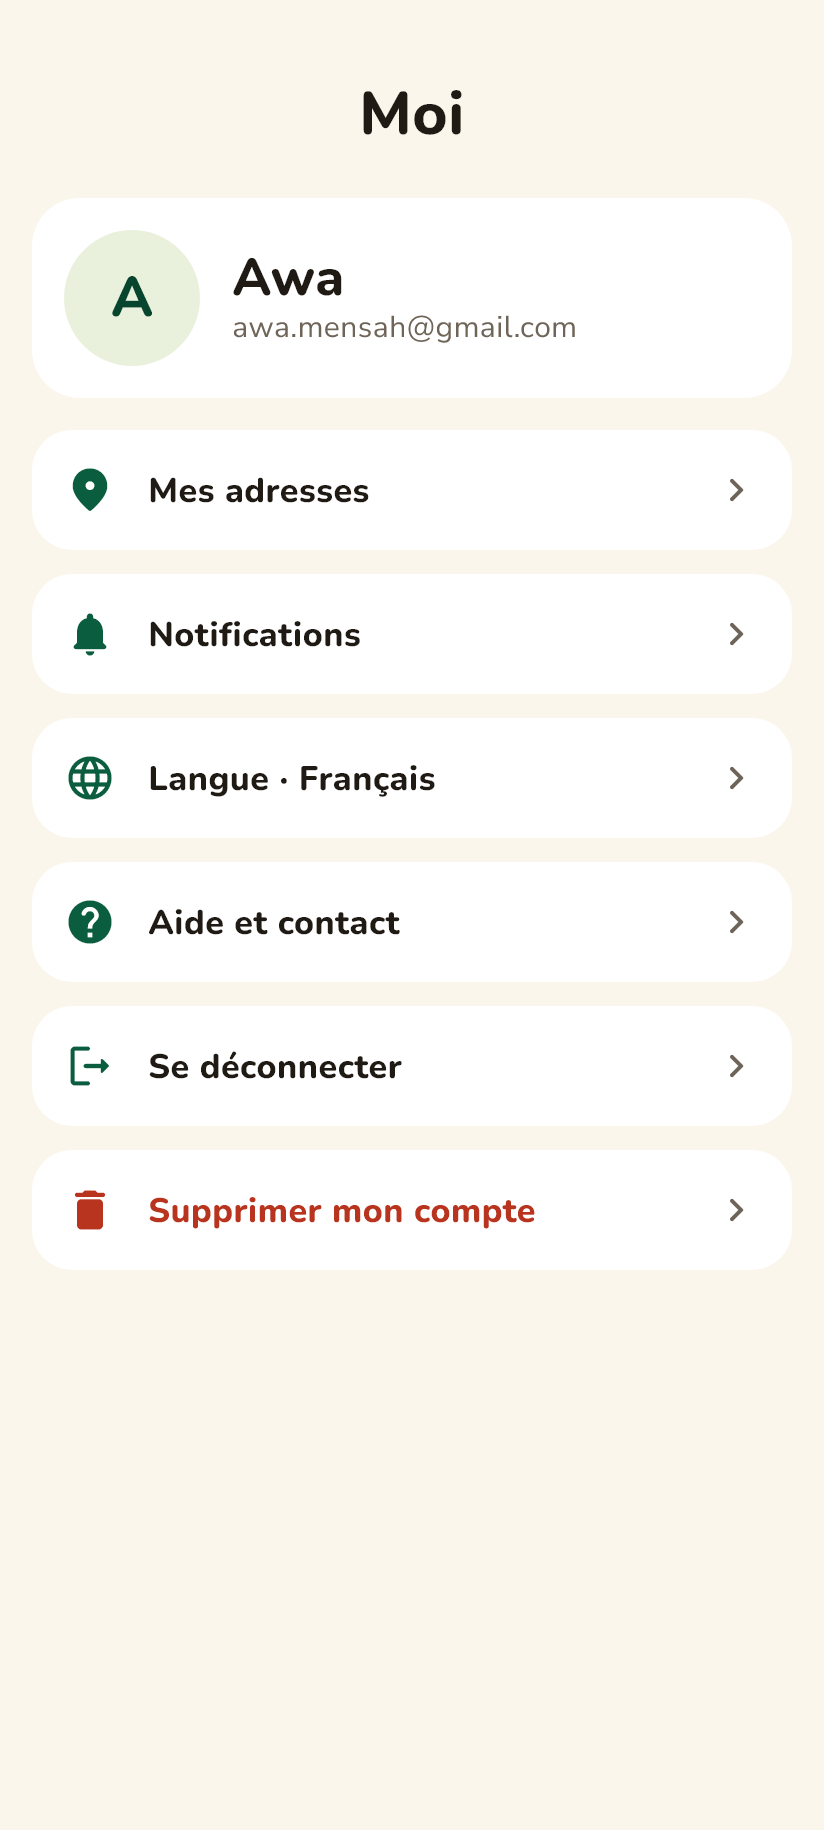 Moi
A
Awa
awa.mensah@gmail.com
Mes adresses
Notifications
Langue · Français
Aide et contact
Se déconnecter
Supprimer mon compte